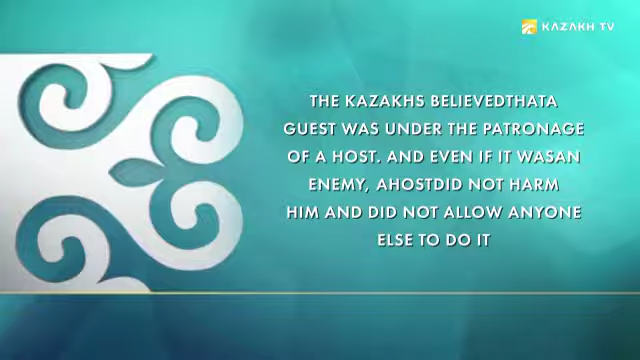 KAZAKH TV
THE KAZAKHS BELIEVEDTHATA
GUEST WAS UNDER THE PATRONAGE
OF A HOST. AND EVEN IF IT WASAN
ENEMY, AHOSTDID NOT HARM
HIM AND DID NOT ALLOW ANYONE
ELSE TO DO IT